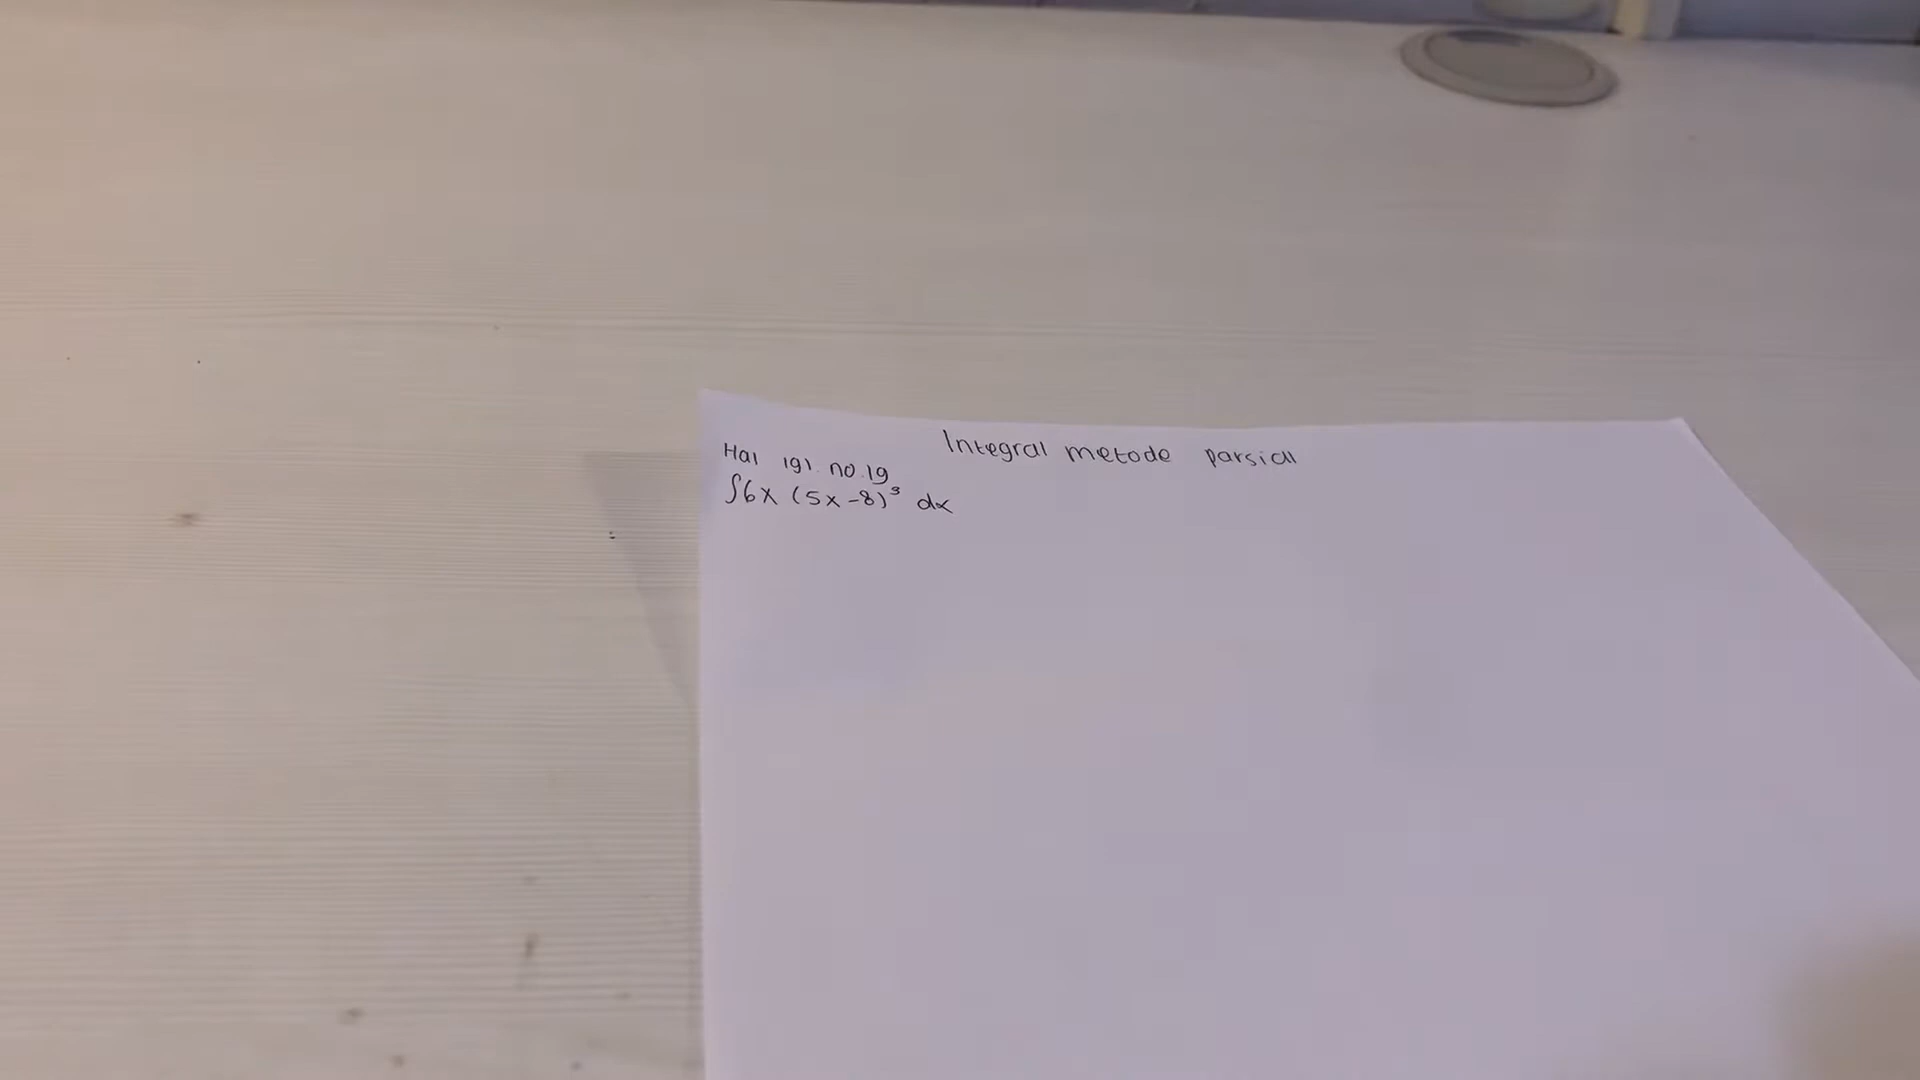 Integral metode parsial
Hal 191 no.19
∫6x (5x-8)³ dx